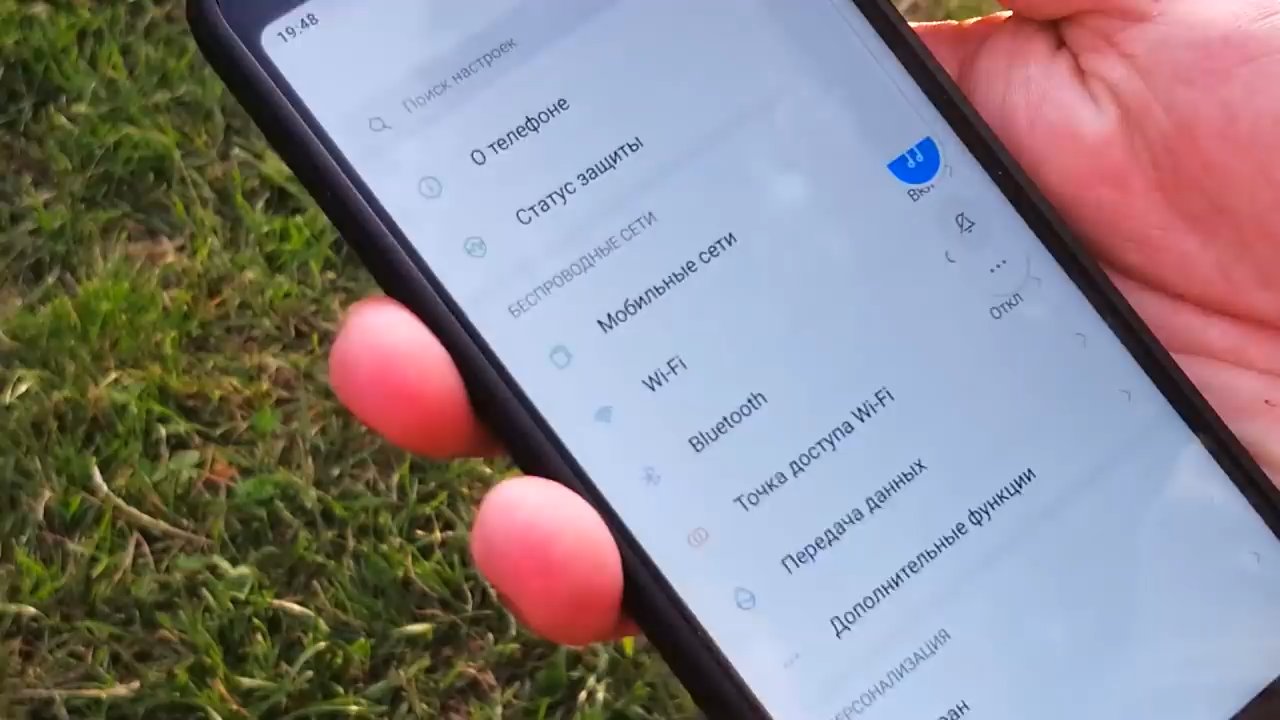 19:48
Поиск настроек
О телефоне
Статус защиты
БЕСПРОВОДНЫЕ СЕТИ
Мобильные сети
Wi-Fi
Bluetooth
Откл
Точка доступа Wi-Fi
Передача данных
Дополнительные функции